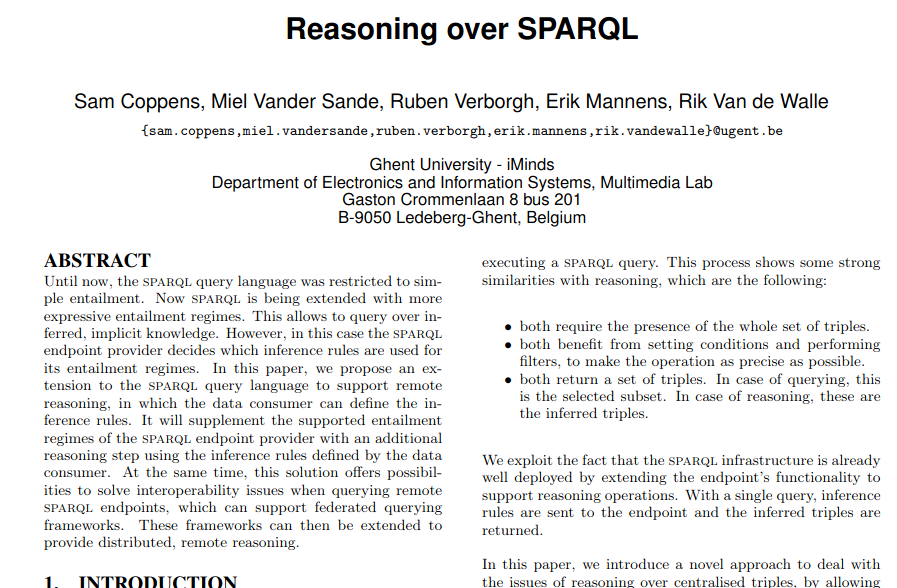 Reasoning over SPARQL
Sam Coppens, Miel Vander Sande, Ruben Verborgh, Erik Mannens, Rik Van de Walle
{sam.coppens,miel.vandersande,ruben.verborgh,erik.mannens,rik.vandewalle}@ugent.be
Ghent University - iMinds
Department of Electronics and Information Systems, Multimedia Lab
Gaston Crommenlaan 8 bus 201
B-9050 Ledeberg-Ghent, Belgium
ABSTRACT
Until now, the SPARQL query language was restricted to sim-
ple entailment. Now SPARQL is being extended with more
expressive entailment regimes. This allows to query over in-
ferred, implicit knowledge. However, in this case the SPARQL
endpoint provider decides which inference rules are used for
its entailment regimes. In this paper, we propose an ex-
tension to the SPARQL query language to support remote
reasoning, in which the data consumer can define the in-
ference rules. It will supplement the supported entailment
regimes of the SPARQL endpoint provider with an additional
reasoning step using the inference rules defined by the data
consumer. At the same time, this solution offers possibil-
ities to solve interoperability issues when querying remote
SPARQL endpoints, which can support federated querying
frameworks. These frameworks can then be extended to
provide distributed, remote reasoning.
1. INTRODUCTION
executing a SPARQL query. This process shows some strong
similarities with reasoning, which are the following:
• both require the presence of the whole set of triples.
• both benefit from setting conditions and performing
filters, to make the operation as precise as possible.
• both return a set of triples. In case of querying, this
is the selected subset. In case of reasoning, these are
the inferred triples.
We exploit the fact that the SPARQL infrastructure is already
well deployed by extending the endpoint's functionality to
support reasoning operations. With a single query, inference
rules are sent to the endpoint and the inferred triples are
returned.
In this paper, we introduce a novel approach to deal with
the issues of reasoning over centralised triples, by allowing